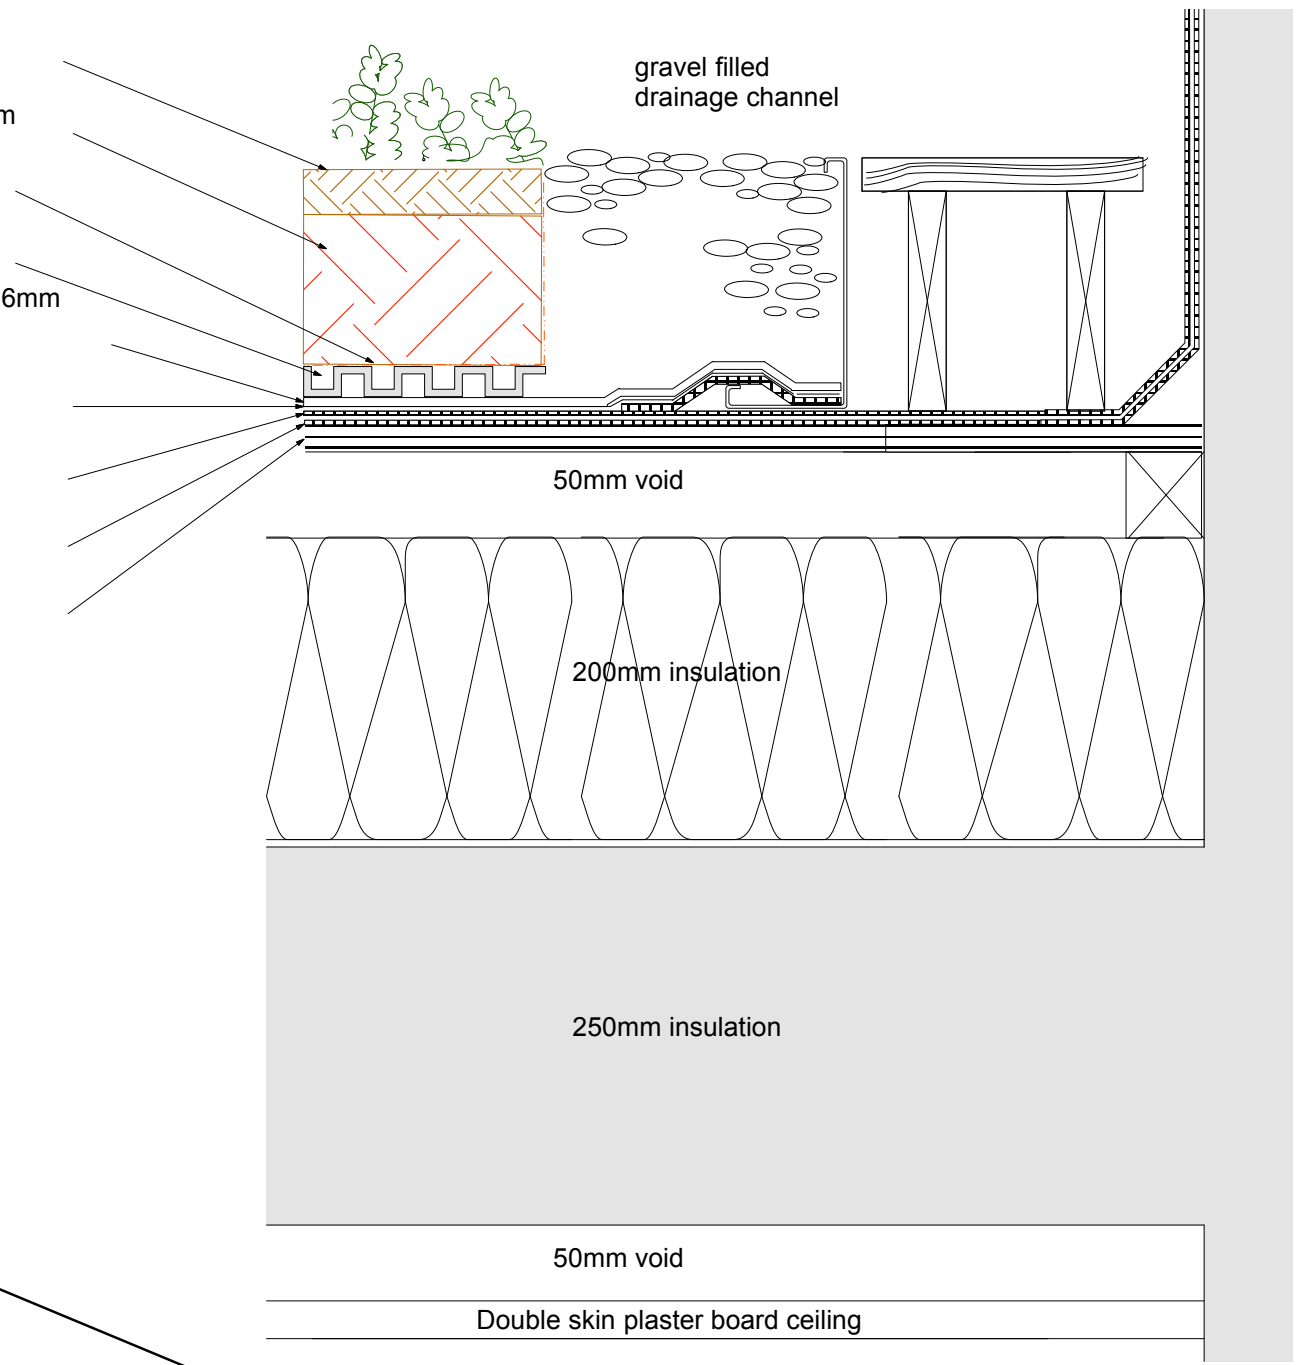 gravel filled
drainage channel
m
6mm
50mm void
200mm insulation
250mm insulation
50mm void
Double skin plaster board ceiling